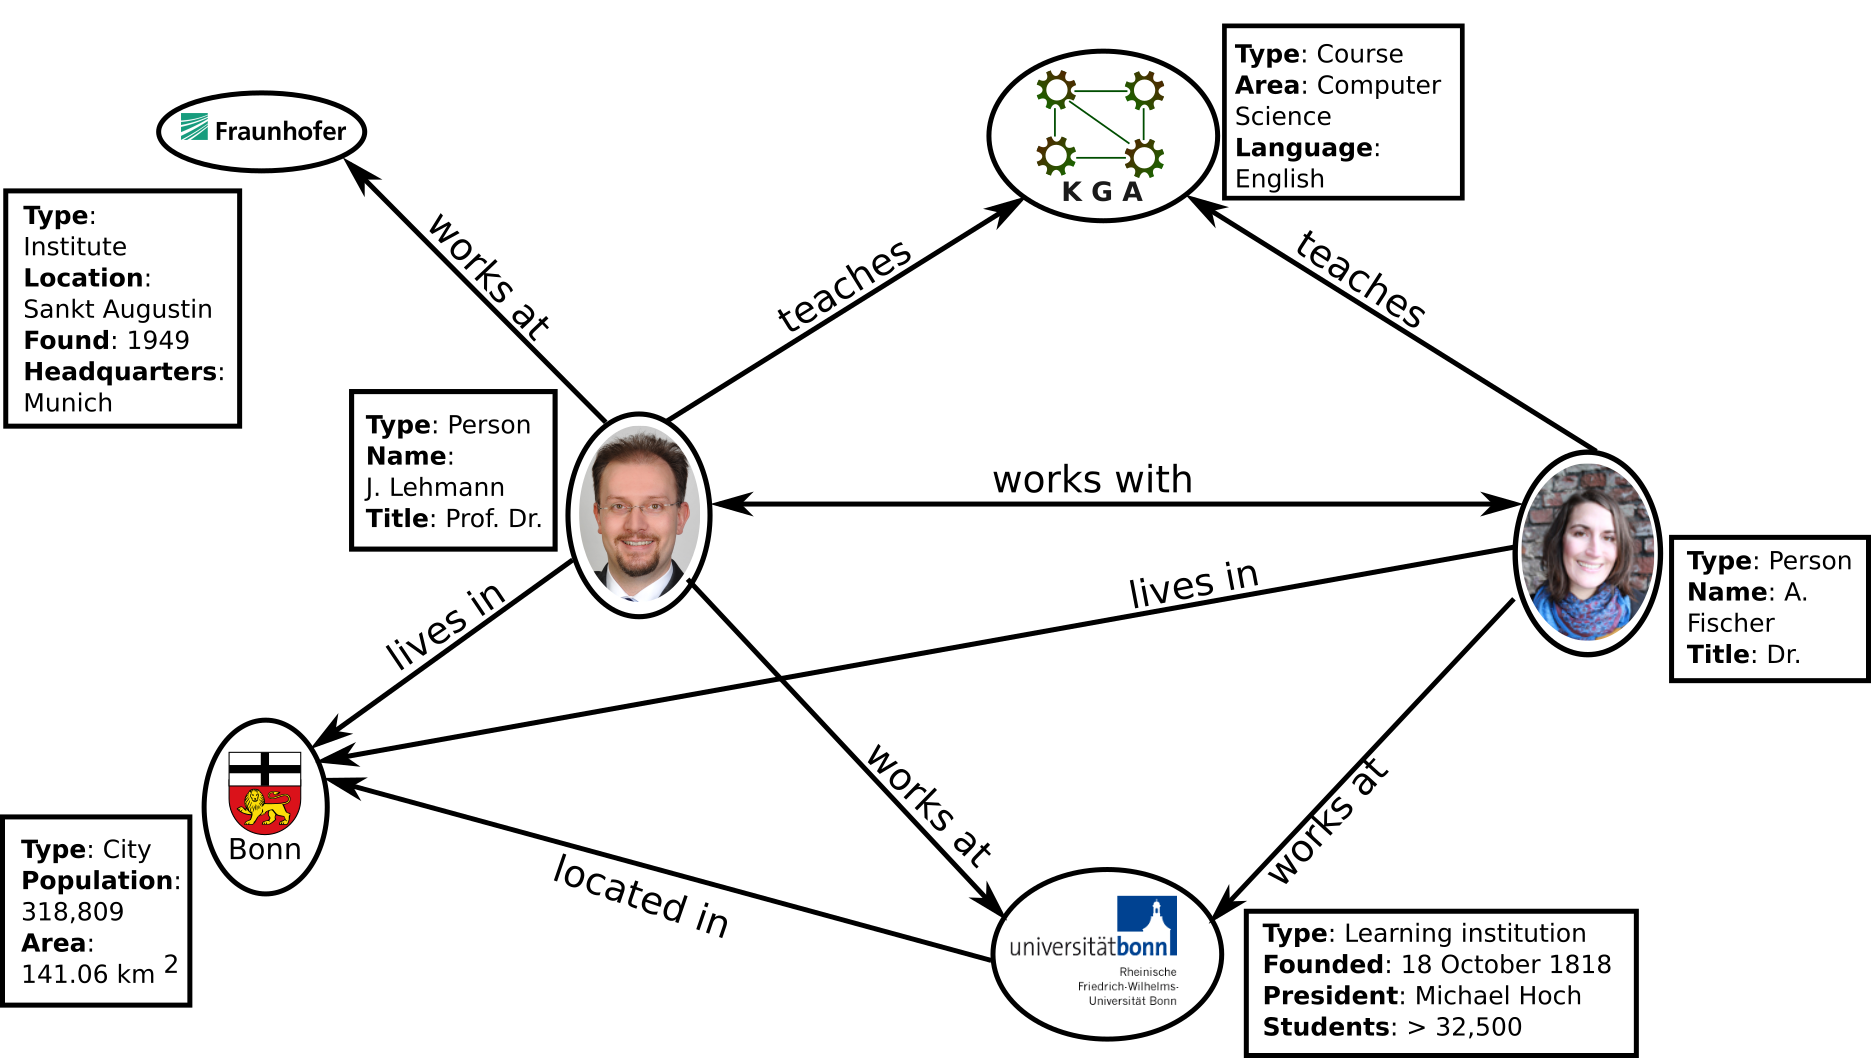 Fraunhofer
Type:
Institute
Location:
Sankt Augustin
Found: 1949
Headquarters:
Munich
works at
teaches
K G A
Type: Course
Area: Computer
Science
Language:
English
teaches
Type: Person
Name:
J. Lehmann
Title: Prof. Dr.
works with
Type: Person
Name: A.
Fischer
Title: Dr.
lives in
lives in
works at
works at
Bonn
Type: City
Population:
318,809
Area:
141.06 km 2
located in
universitätbonn
Rheinische
Friedrich-Wilhelms-
Universität Bonn
Type: Learning institution
Founded: 18 October 1818
President: Michael Hoch
Students: > 32,500